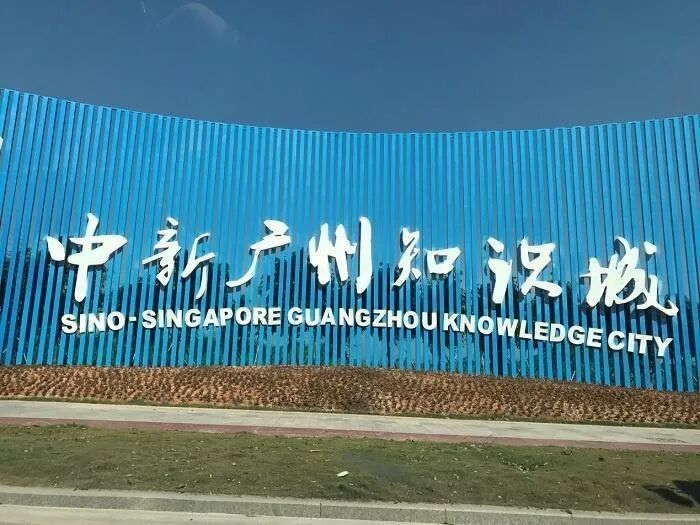 中新广州知识城
SINO-SINGAPORE GUANGZHOU KNOWLEDGE CITY